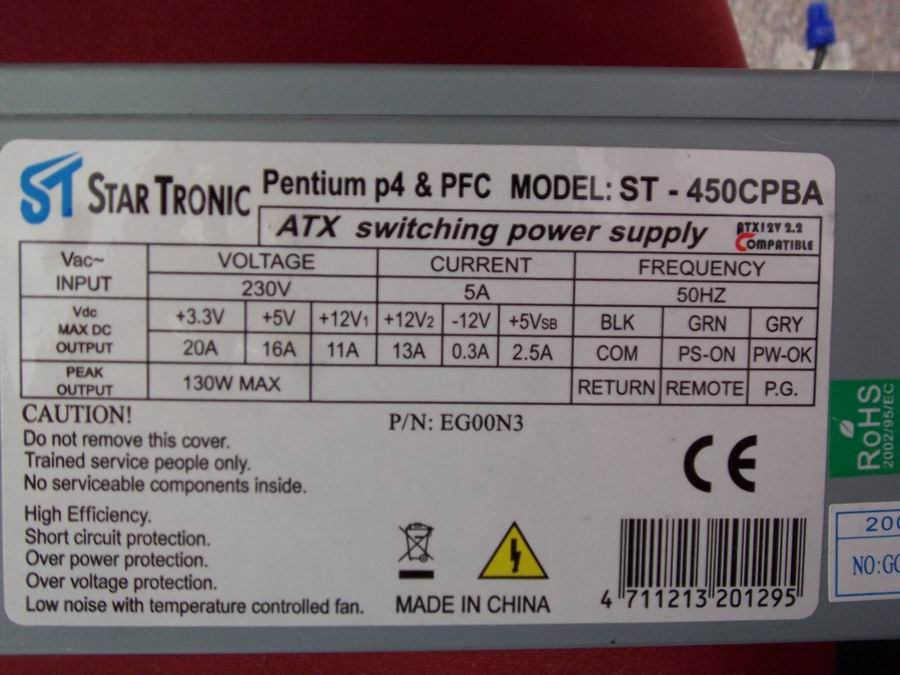 ST STAR TRONIC Pentium p4 & PFC MODEL: ST - 450CPBA
ATX switching power supply ATX12V 2.2 COMPATIBLE
Vac~ INPUT VOLTAGE CURRENT FREQUENCY
230V 5A 50HZ
Vdc MAX DC OUTPUT +3.3V +5V +12V1 +12V2 -12V +5VSB BLK GRN GRY
20A 16A 11A 13A 0.3A 2.5A COM PS-ON PW-OK
PEAK OUTPUT 130W MAX RETURN REMOTE P.G.
CAUTION! P/N: EG00N3
Do not remove this cover.
Trained service people only.
No serviceable components inside.
CE
RoHS
2002/95/EC
High Efficiency.
Short circuit protection.
Over power protection.
Over voltage protection.
Low noise with temperature controlled fan.
MADE IN CHINA
4 711213 201295
NO: